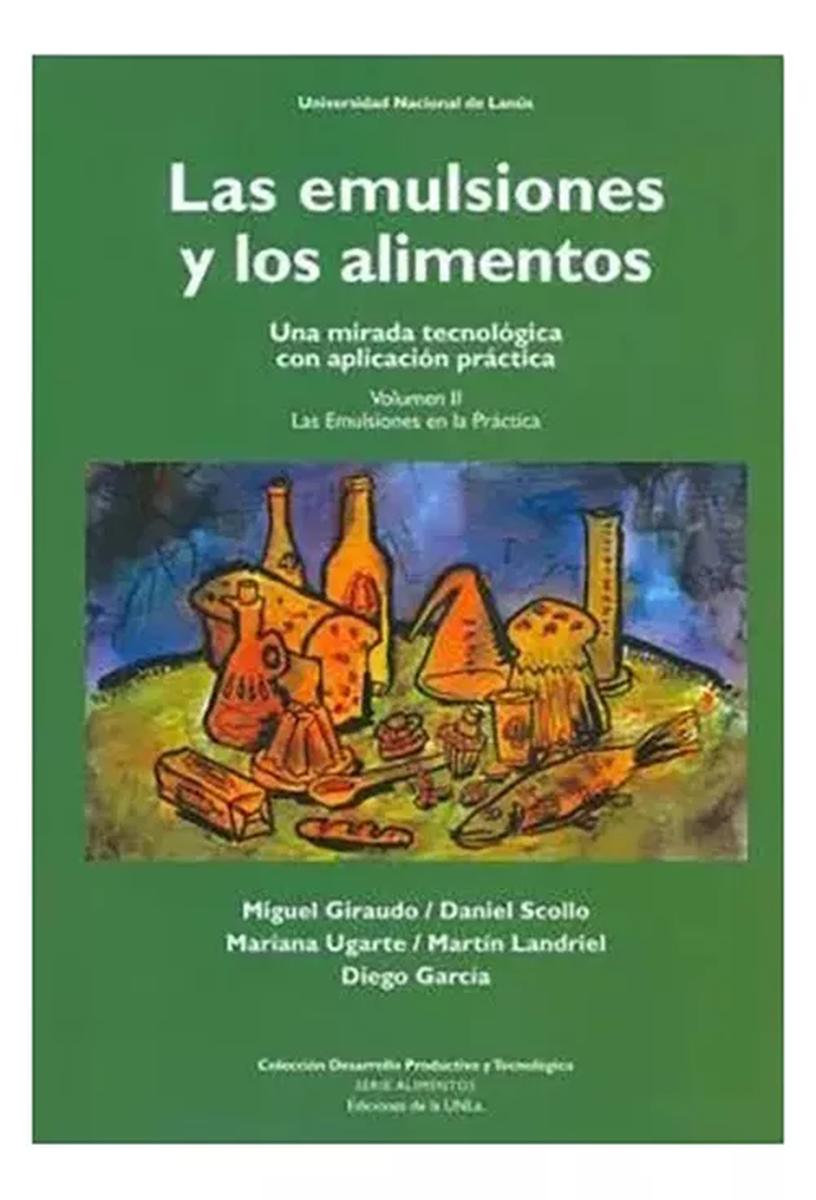 Universidad Nacional de Lanús
Las emulsiones
y los alimentos
Una mirada tecnológica
con aplicación práctica
Volumen II
Las Emulsiones en la Práctica
Miguel Giraudo / Daniel Scollo
Mariana Ugarte / Martín Landriel
Diego García
Colección Desarrollo Productivo y Tecnológico
SERIE ALIMENTOS
Ediciones de la UNLa.